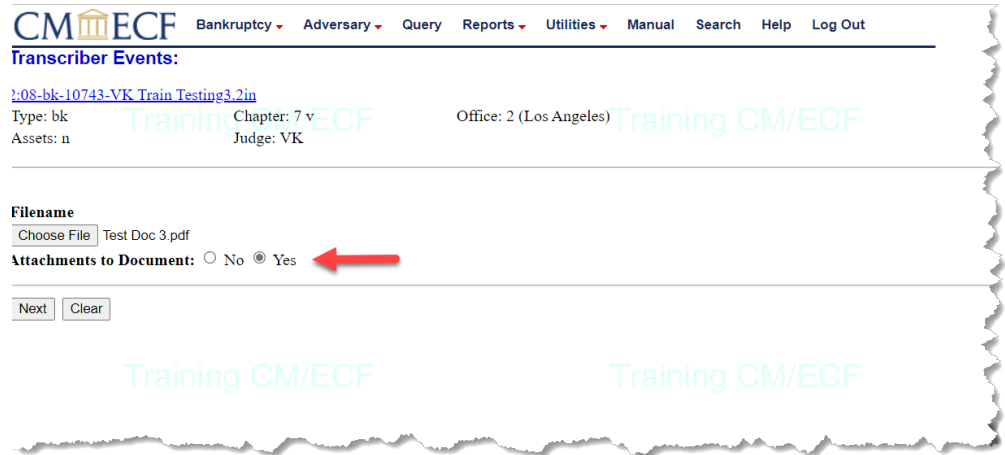 CM ECF Bankruptcy Adversary Query Reports Utilities Manual Search Help Log Out
Transcriber Events:
2:08-bk-10743-VK Train Testing3.2in
Type: bk Chapter: 7 v Office: 2 (Los Angeles)
Training CM/ECF Training CM/ECF
Assets: n Judge: VK
Filename
Choose File Test Doc 3.pdf
Attachments to Document: No Yes
Next Clear
Training CM/ECF Training CM/ECF